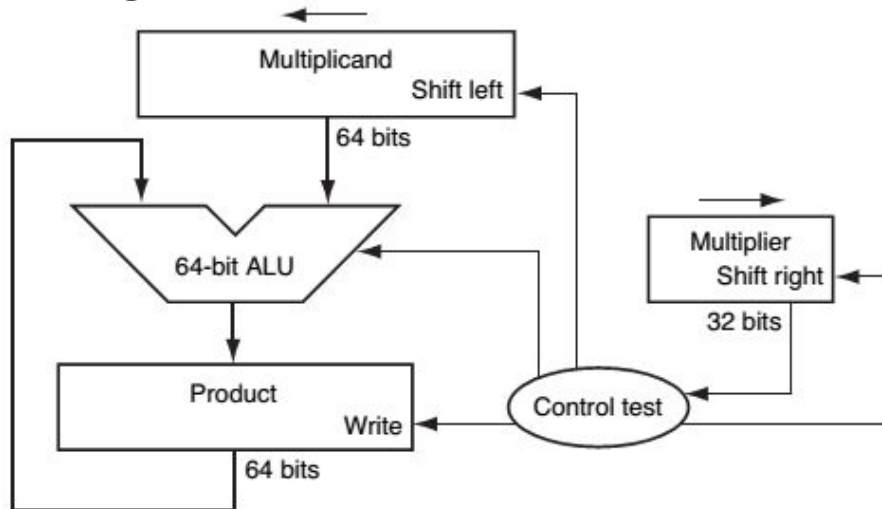 Multiplicand
Shift left
64 bits
64-bit ALU
Multiplier
Shift right
32 bits
Product
Write
Control test
64 bits